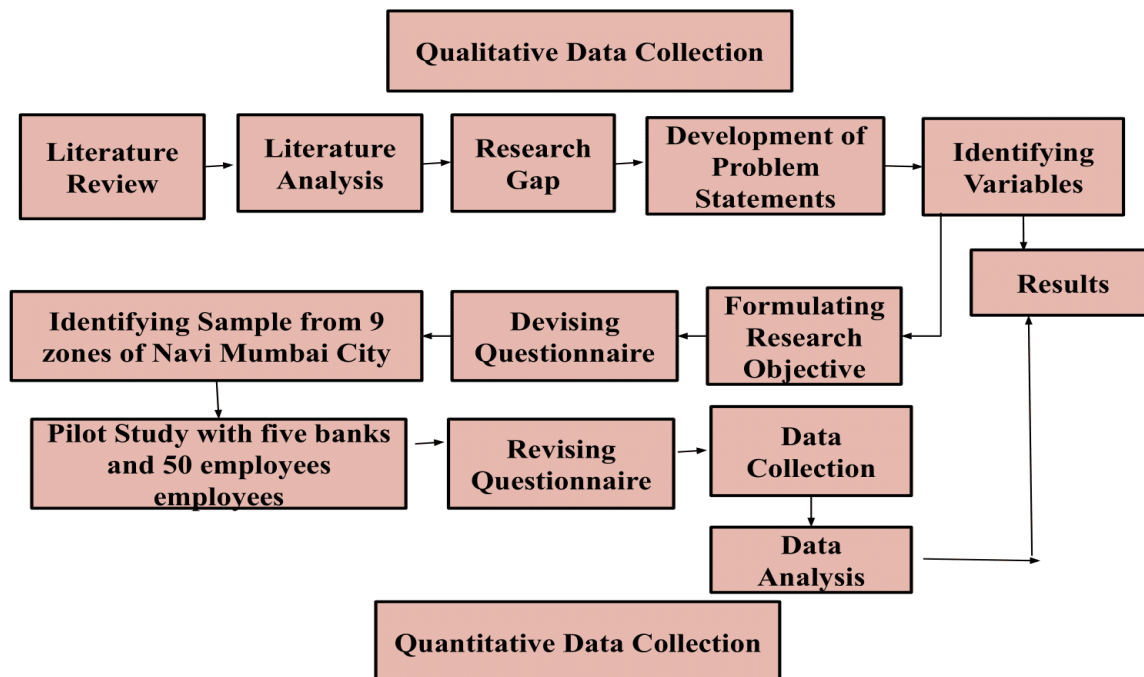 Qualitative Data Collection
Literature
Review
Literature
Analysis
Research
Gap
Development of
Problem
Statements
Identifying
Variables
Results
Formulating
Research
Objective
Devising
Questionnaire
Identifying Sample from 9
zones of Navi Mumbai City
Pilot Study with five banks
and 50 employees
employees
Revising
Questionnaire
Data
Collection
Data
Analysis
Quantitative Data Collection